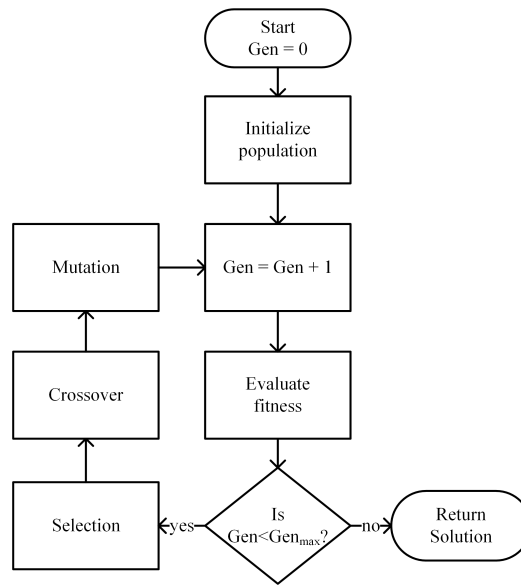 Start
Gen = 0
Initialize
population
Mutation
Gen = Gen + 1
Crossover
Evaluate
fitness
Selection
yes
Is
Gen<Genmax?
no
Return
Solution